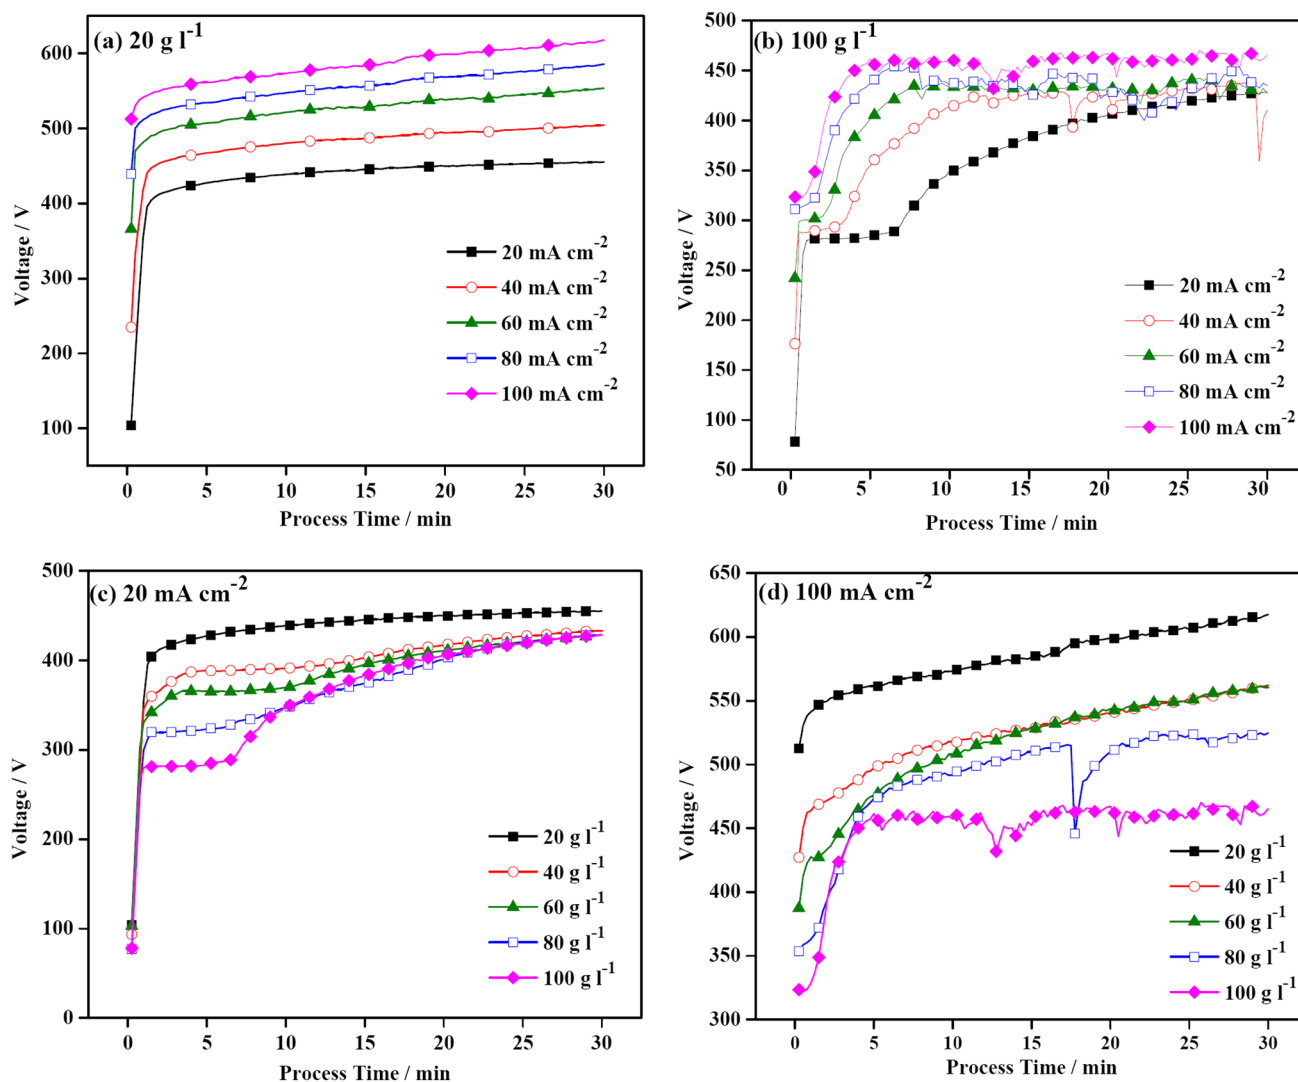 (a) 20 g l⁻¹
600
500
400
300
200
100
Voltage / V
20 mA cm⁻²
40 mA cm⁻²
60 mA cm⁻²
80 mA cm⁻²
100 mA cm⁻²
0 5 10 15 20 25 30
Process Time / min
(b) 100 g l⁻¹
500
450
400
350
300
250
200
150
100
50
Voltage / V
20 mA cm⁻²
40 mA cm⁻²
60 mA cm⁻²
80 mA cm⁻²
100 mA cm⁻²
0 5 10 15 20 25 30
Process Time / min
(c) 20 mA cm⁻²
500
400
300
200
100
0
Voltage / V
20 g l⁻¹
40 g l⁻¹
60 g l⁻¹
80 g l⁻¹
100 g l⁻¹
0 5 10 15 20 25 30
Process Time / min
(d) 100 mA cm⁻²
650
600
550
500
450
400
350
300
Voltage / V
20 g l⁻¹
40 g l⁻¹
60 g l⁻¹
80 g l⁻¹
100 g l⁻¹
0 5 10 15 20 25 30
Process Time / min